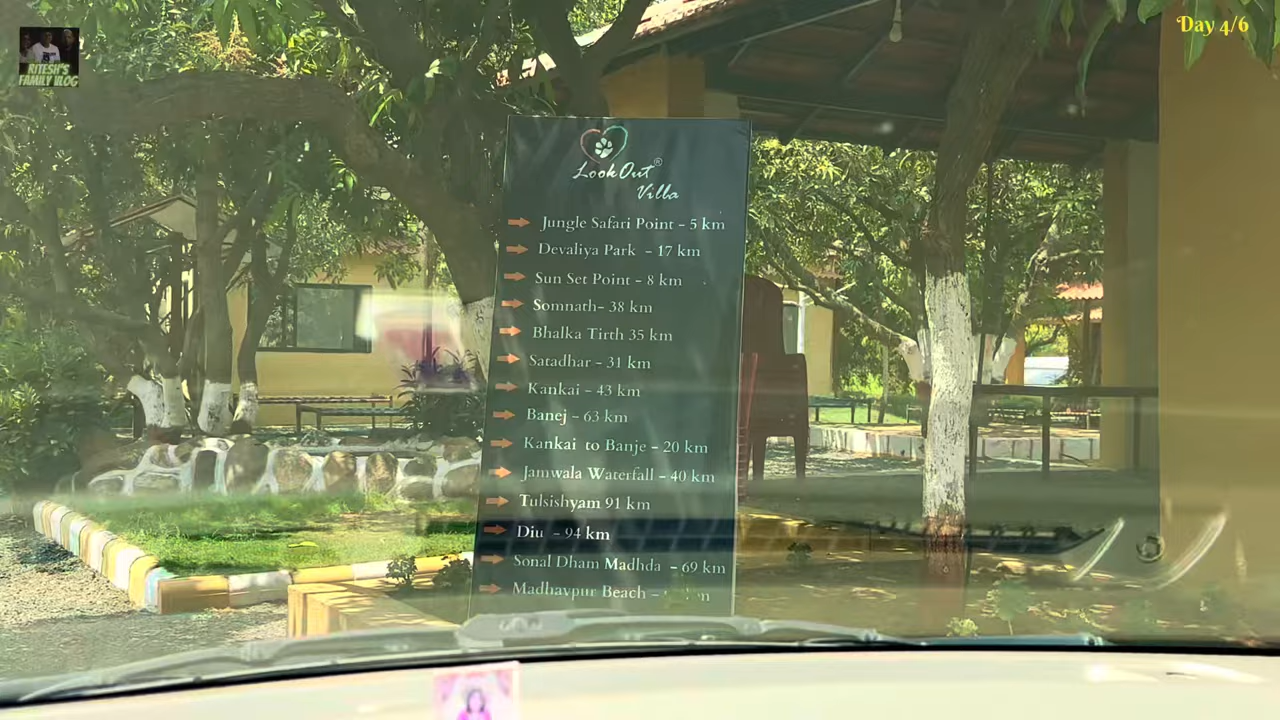 Day 4/6
RITESH'S
FAMILY VLOG
LookOut®
Villa
Jungle Safari Point - 5 km
Devaliya Park - 17 km
Sun Set Point - 8 km
Somnath- 38 km
Bhalka Tirth 35 km
Satadhar - 31 km
Kankai - 43 km
Banej - 63 km
Kankai to Banje - 20 km
Jamwala Waterfall - 40 km
Tulsishyam 91 km
Diu - 94 km
Sonal Dham Madhda - 69 km
Madhavpur Beach -